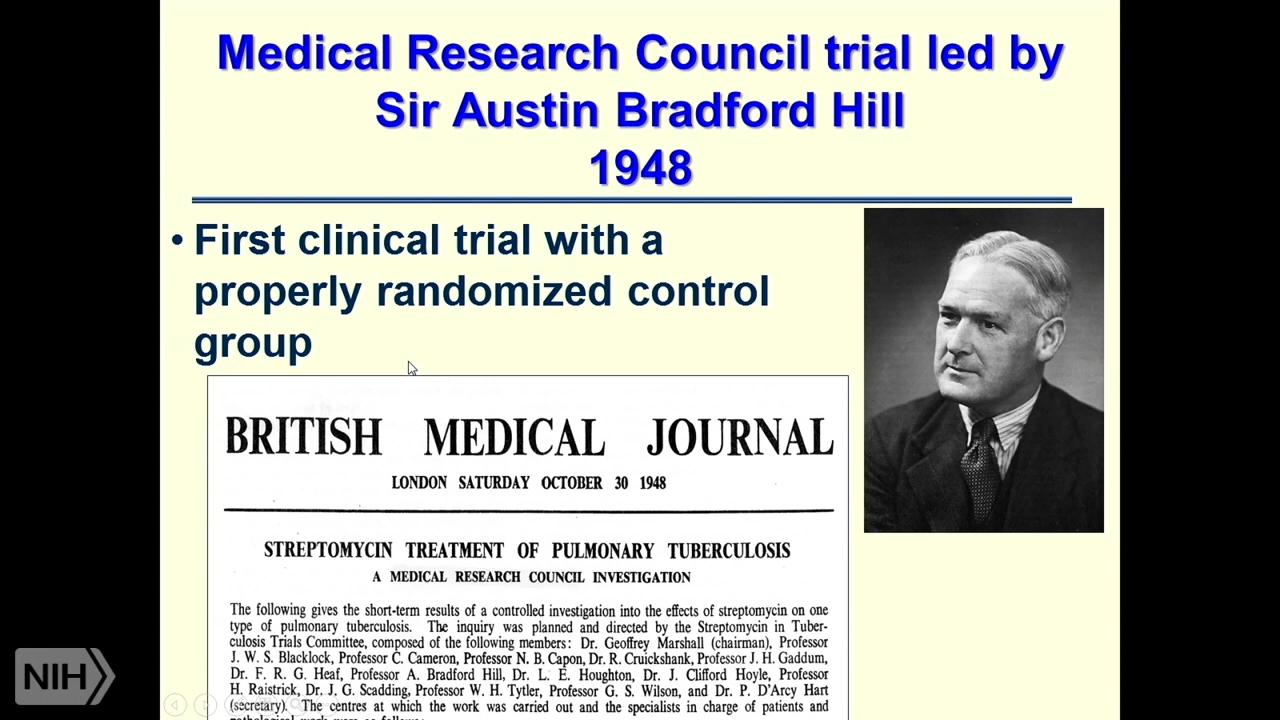 Medical Research Council trial led by
Sir Austin Bradford Hill
1948
• First clinical trial with a
properly randomized control
group
BRITISH MEDICAL JOURNAL
LONDON SATURDAY OCTOBER 30 1948
STREPTOMYCIN TREATMENT OF PULMONARY TUBERCULOSIS
A MEDICAL RESEARCH COUNCIL INVESTIGATION
The following gives the short-term results of a controlled investigation into the effects of streptomycin on one
type of pulmonary tuberculosis. The inquiry was planned and directed by the Streptomycin in Tuber-
culosis Trials Committee, composed of the following members: Dr. Geoffrey Marshall (chairman), Professor
J. W. S. Blacklock, Professor C. Cameron, Professor N. B. Capon, Dr. R. Cruickshank, Professor J. H. Gaddum,
Dr. F. R. G. Heaf, Professor A. Bradford Hill, Dr. L. E. Houghton, Dr. J. Clifford Hoyle, Professor
H. Raistrick, Dr. J. G. Scadding, Professor W. H. Tytler, Professor G. S. Wilson, and Dr. P. D'Arcy Hart
(secretary). The centres at which the work was carried out and the specialists in charge of patients and
NIH